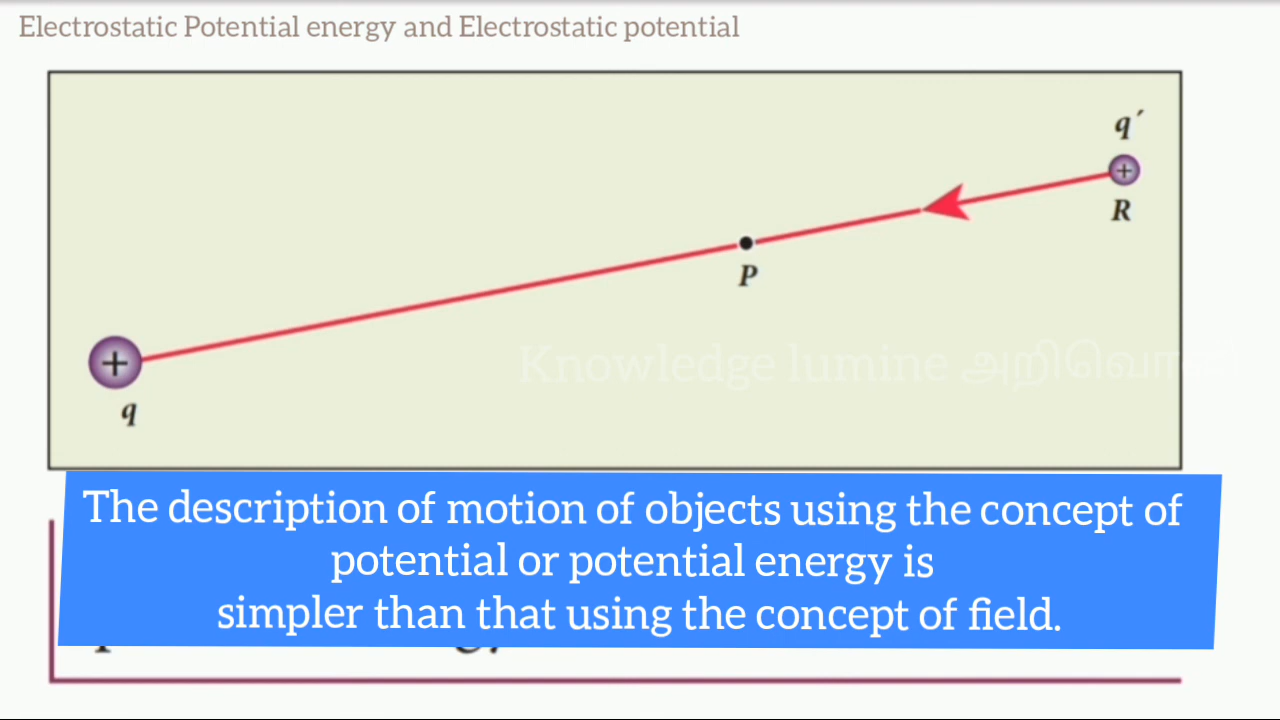 Electrostatic Potential energy and Electrostatic potential
q´
+
R
P
Knowledge lumine
+
q
The description of motion of objects using the concept of
potential or potential energy is
simpler than that using the concept of field.